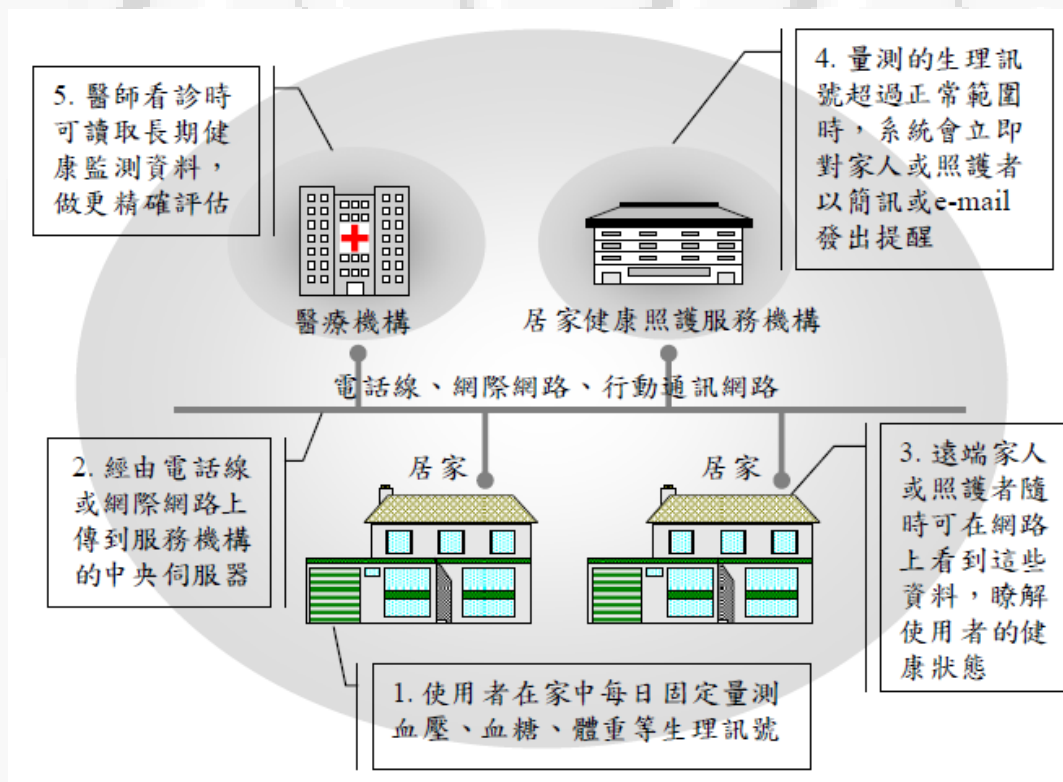 5. 醫師看診時
可讀取長期健
康監測資料，
做更精確評估
4. 量測的生理訊
號超過正常範圍
時，系統會立即
對家人或照護者
以簡訊或e-mail
發出提醒
醫療機構
居家健康照護服務機構
電話線、網際網路、行動通訊網路
2. 經由電話線
或網際網路上
傳到服務機構
的中央伺服器
居家
居家
3. 遠端家人
或照護者隨
時可在網路
上看到這些
資料，瞭解
使用者的健
康狀態
1. 使用者在家中每日固定量測
血壓、血糖、體重等生理訊號